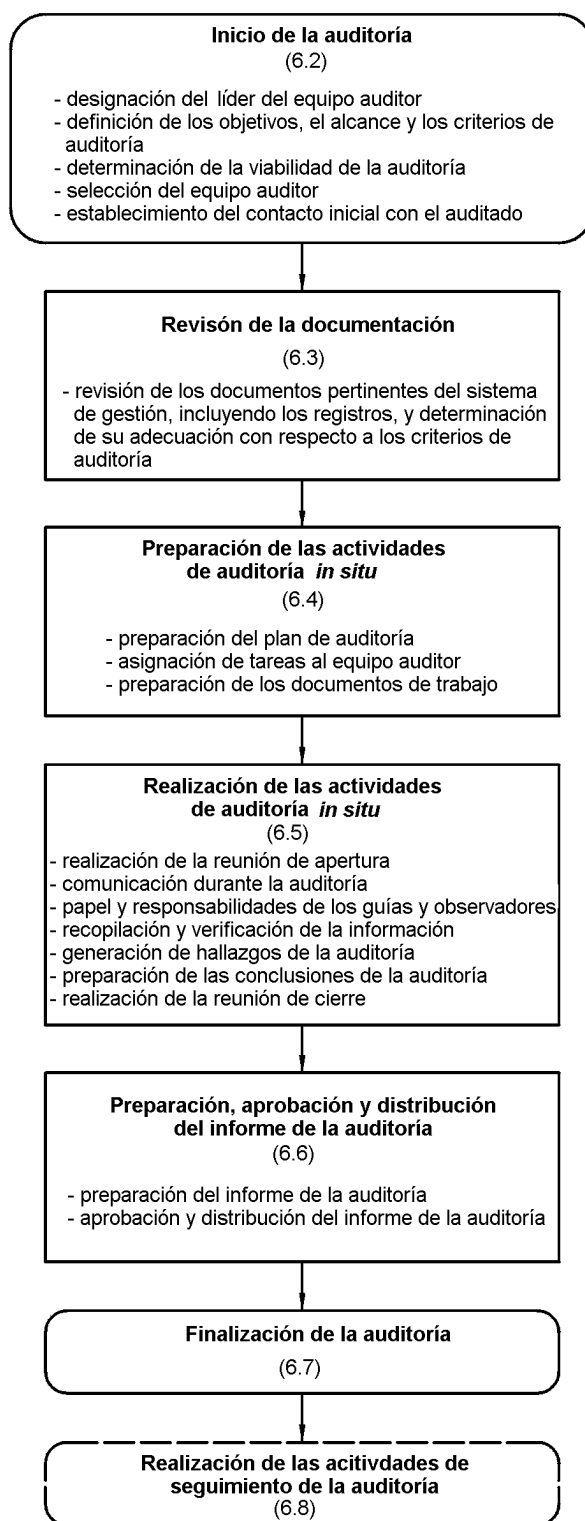 Inicio de la auditoría
(6.2)
- designación del líder del equipo auditor
- definición de los objetivos, el alcance y los criterios de
auditoría
- determinación de la viabilidad de la auditoría
- selección del equipo auditor
- establecimiento del contacto inicial con el auditado
Revisón de la documentación
(6.3)
- revisión de los documentos pertinentes del sistema
de gestión, incluyendo los registros, y determinación
de su adecuación con respecto a los criterios de
auditoría
Preparación de las actividades
de auditoría in situ
(6.4)
- preparación del plan de auditoría
- asignación de tareas al equipo auditor
- preparación de los documentos de trabajo
Realización de las actividades
de auditoría in situ
(6.5)
- realización de la reunión de apertura
- comunicación durante la auditoría
- papel y responsabilidades de los guías y observadores
- recopilación y verificación de la información
- generación de hallazgos de la auditoría
- preparación de las conclusiones de la auditoría
- realización de la reunión de cierre
Preparación, aprobación y distribución
del informe de la auditoría
(6.6)
- preparación del informe de la auditoría
- aprobación y distribución del informe de la auditoría
Finalización de la auditoría
(6.7)
Realización de las acitivdades de
seguimiento de la auditoría
(6.8)